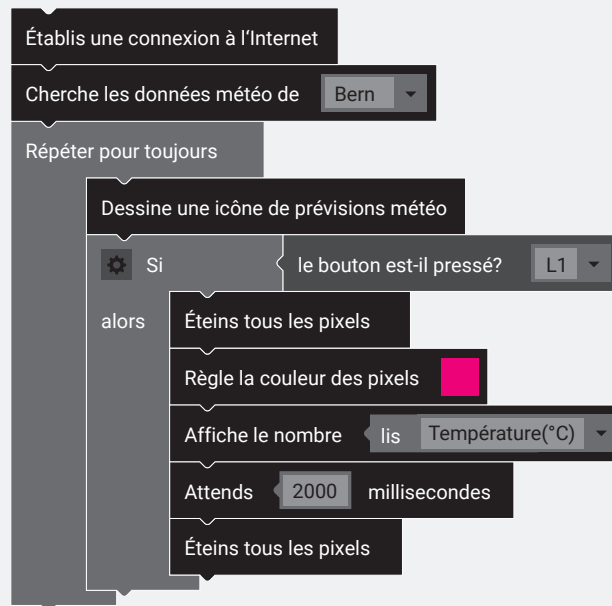 Établis une connexion à l‘Internet
Cherche les données météo de Bern
Répéter pour toujours
Dessine une icône de prévisions météo
Si le bouton est-il pressé? L1
alors Éteins tous les pixels
Règle la couleur des pixels
Affiche le nombre lis Température(°C)
Attends 2000 millisecondes
Éteins tous les pixels